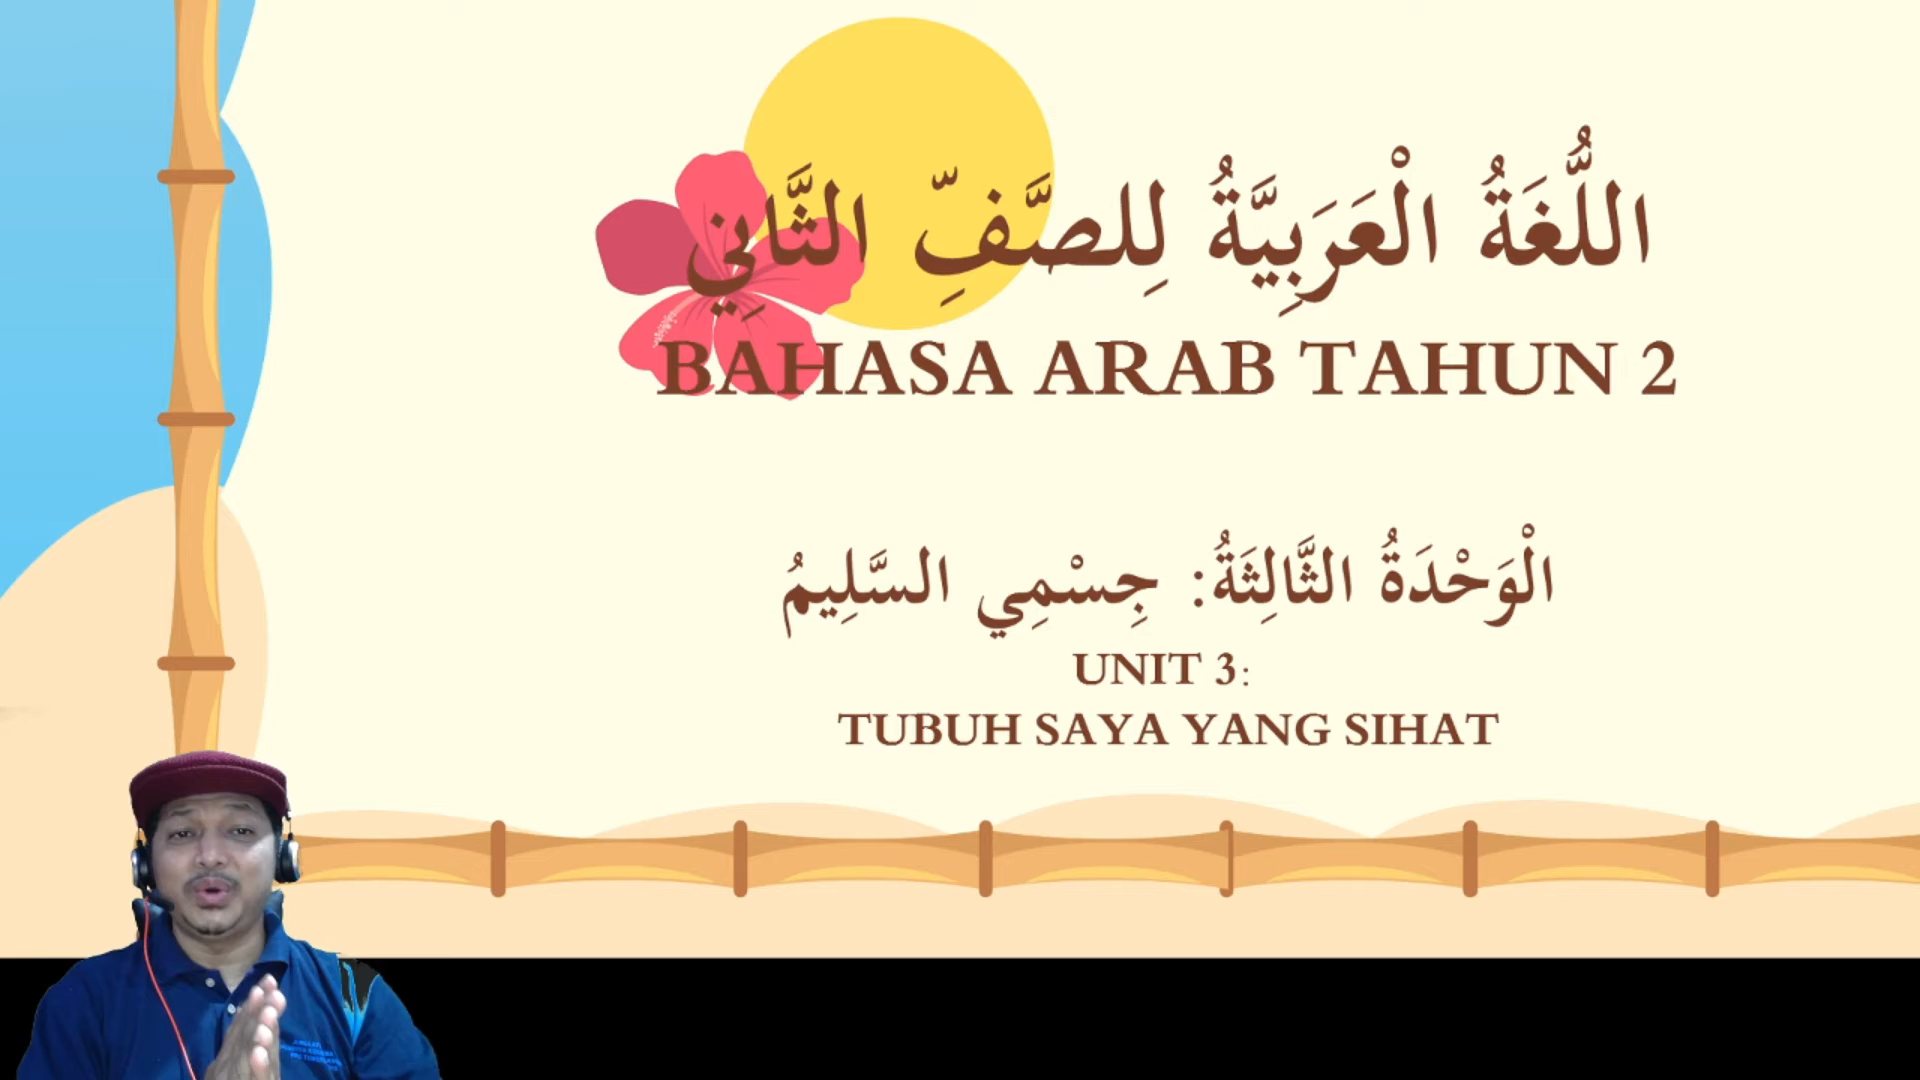 اللُّغَةُ الْعَرَبِيَّةُ لِلصَّفِّ الثَّانِي
BAHASA ARAB TAHUN 2
الْوَحْدَةُ الثَّالِثَةُ: جِسْمِي السَّلِيمُ
UNIT 3:
TUBUH SAYA YANG SIHAT